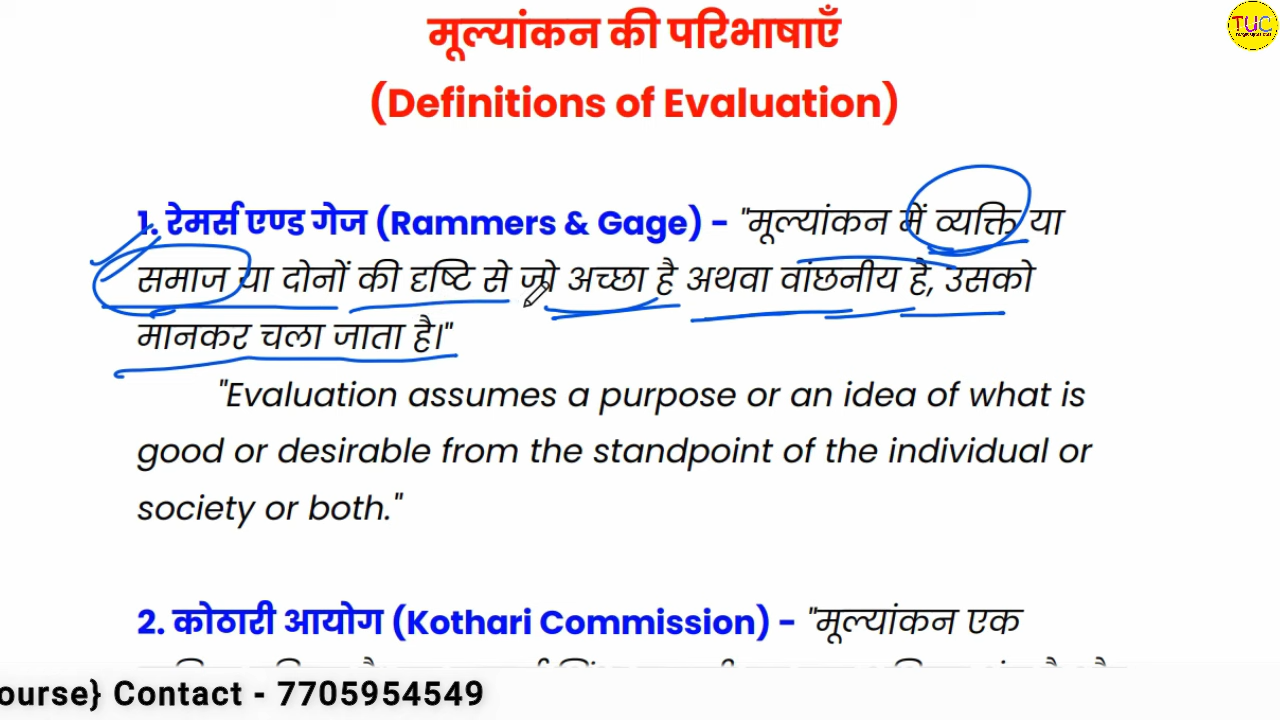 मूल्यांकन की परिभाषाएँ
TUC
(Definitions of Evaluation)
1. रेमर्स एण्ड गेज (Rammers & Gage) - "मूल्यांकन में व्यक्ति या
समाज या दोनों की दृष्टि से जो अच्छा है अथवा वांछनीय है, उसको
मानकर चला जाता है।"
"Evaluation assumes a purpose or an idea of what is
good or desirable from the standpoint of the individual or
society or both."
2. कोठारी आयोग (Kothari Commission) - "मूल्यांकन एक
ourse} Contact - 7705954549